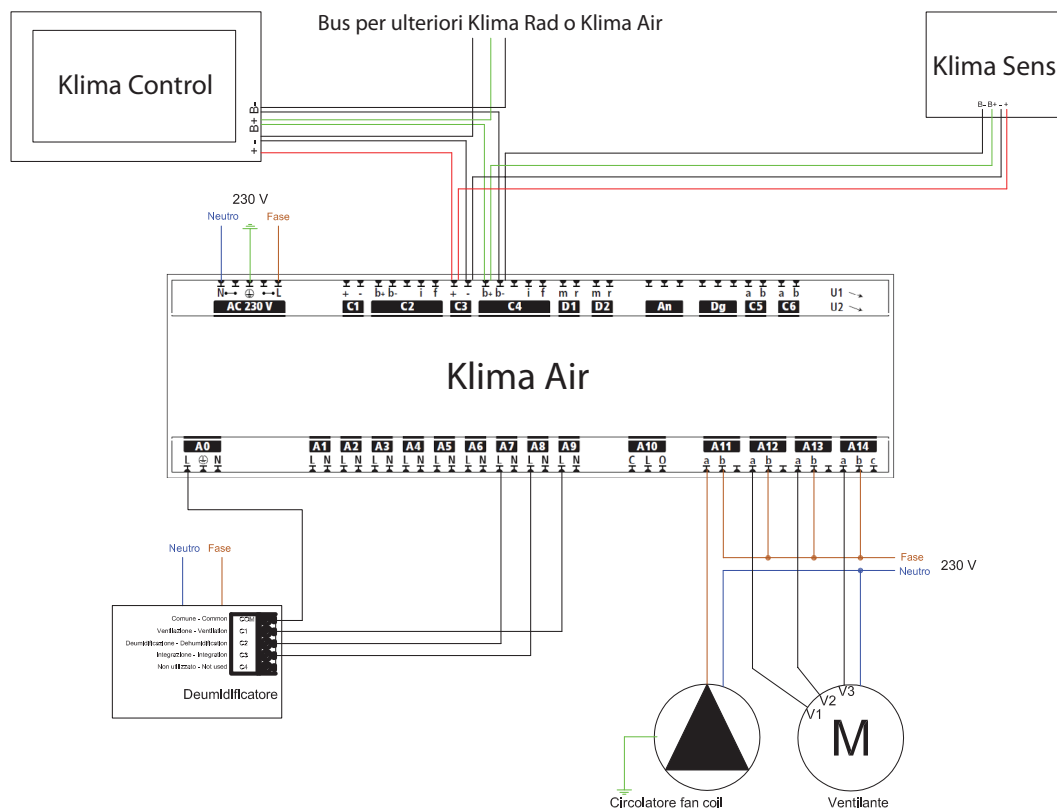 Bus per ulteriori Klima Rad o Klima Air
Klima Control
B-
B+
-
+
Klima Sens
B- B+ - +
230 V
Neutro Fase
N L
+ - b+ b- i f + - b+ b- i f m r m r a b a b
U1
U2
AC 230 V C1 C2 C3 C4 D1 D2 An Dg C5 C6
Klima Air
A0 A1 A2 A3 A4 A5 A6 A7 A8 A9 A10 A11 A12 A13 A14
L N L N L N L N L N L N L N L N L N L N C L O a b a b a b a b c
Neutro Fase
Fase
Neutro
230 V
Comune - Common COM
Ventilazione - Ventilation C1
Deumidificazione - Dehumidification C2
Integrazione - Integration C3
Non utilizzato - Not used C4
Deumidificatore
V1
V2
V3
M
Circolatore fan coil
Ventilante